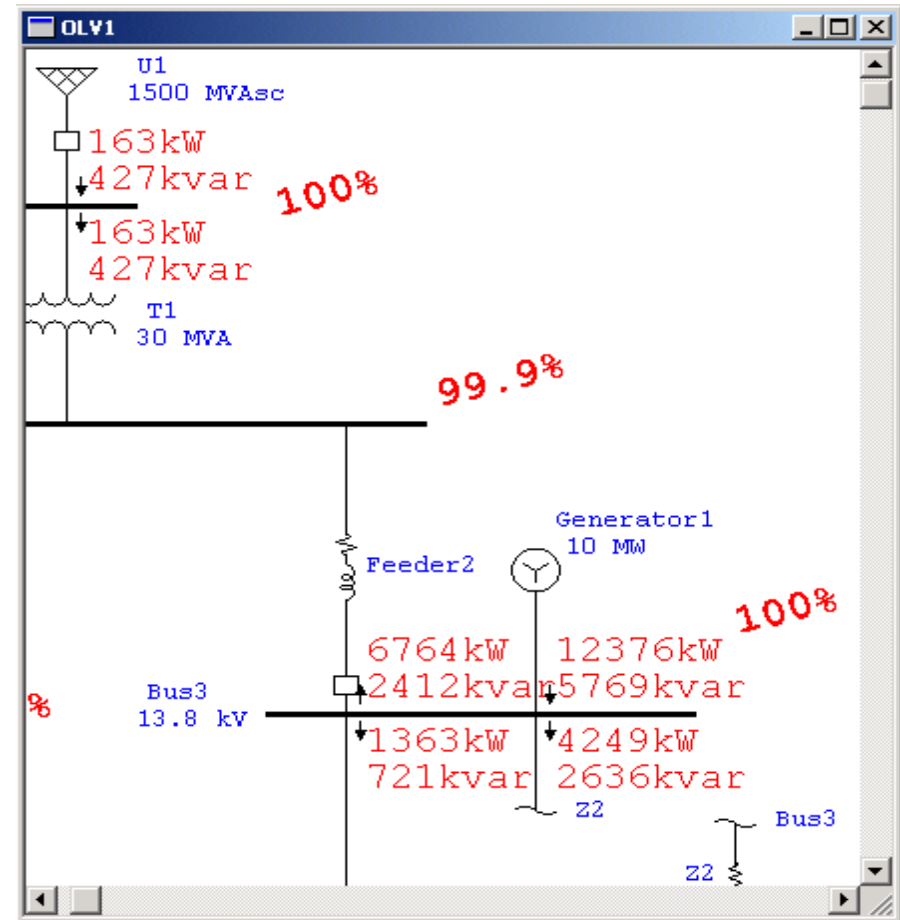 OLV1
U1
1500 MVAsc
163kW
427kvar
100%
163kW
427kvar
T1
30 MVA
99.9%
Generator1
10 MW
Feeder2
100%
6764kW 12376kW
2412kvar 5769kvar
Bus3
13.8 kV
%
1363kW 4249kW
721kvar 2636kvar
Z2
Bus3
Z2